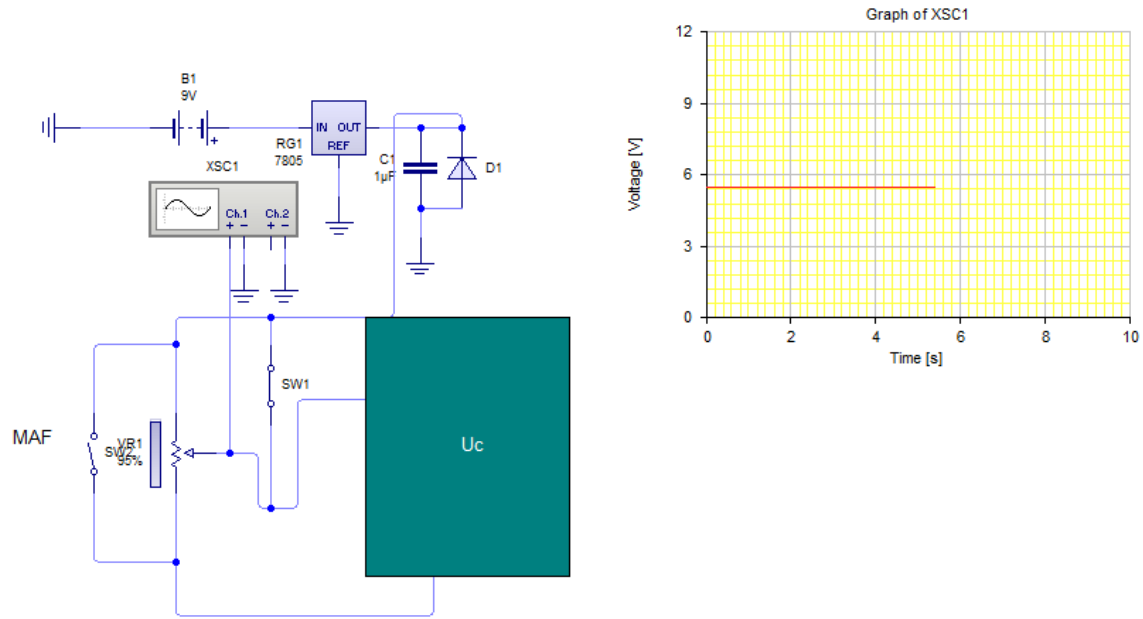 Graph of XSC1
12
9
6
3
0
Voltage [V]
0 2 4 6 8 10
Time [s]
B1
9V
+
IN OUT
REF
RG1
7805
C1
1µF
D1
XSC1
Ch.1 Ch.2
+ − + −
SW1
MAF
SW2
VR1
95%
Uc